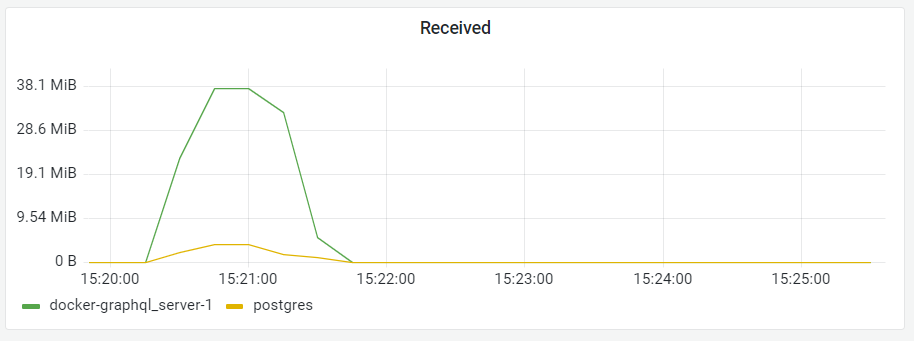 Received
38.1 MiB
28.6 MiB
19.1 MiB
9.54 MiB
0 B
15:20:00 15:21:00 15:22:00 15:23:00 15:24:00 15:25:00
docker-graphql_server-1 postgres